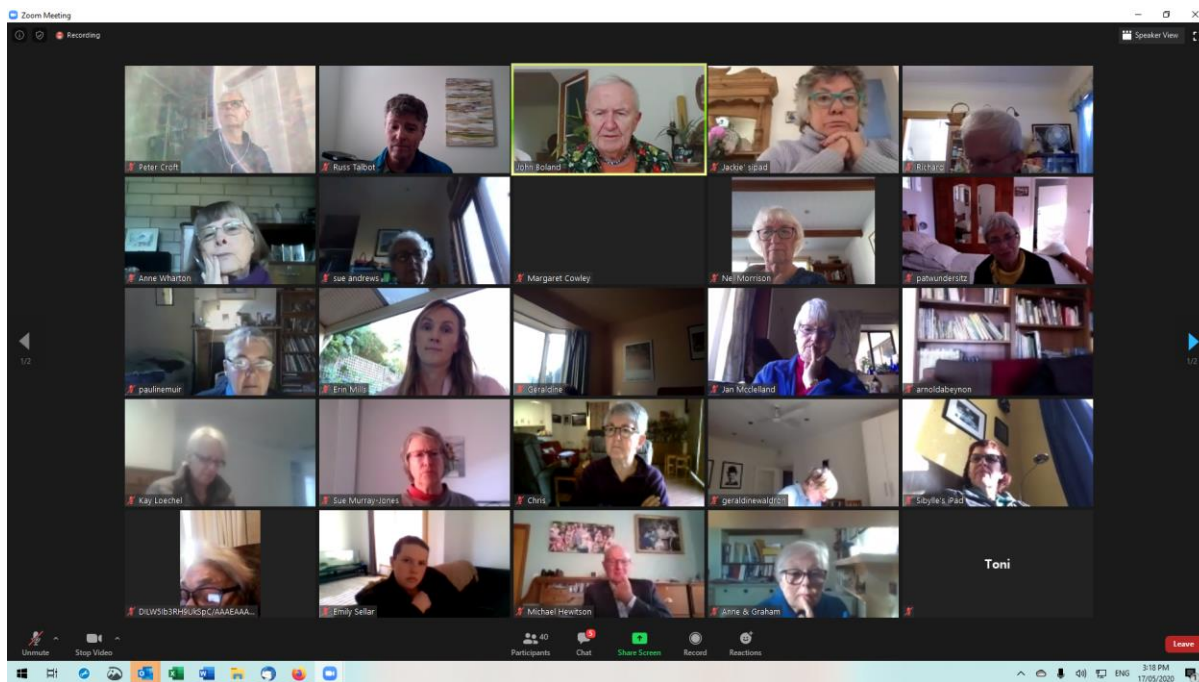 Zoom Meeting
Recording
Speaker View
Peter Croft
Russ Talbot
John Boland
Jackie' sipad
Richard
Anne Wharton
sue andrews
Margaret Cowley
Nel Morrison
patwundersitz
paulinemuir
Erin Mills
Geraldine
Jan Mcclelland
arnoldabeynon
1/2
1/2
Kay Loechel
Sue Murray-Jones
Chris
geraldinewaldron
Sibylle's iPad
Emily Sellar
Michael Hewitson
Anne & Graham
Toni
Unmute
Stop Video
40
Participants
5
Chat
Share Screen
Record
Reactions
Leave
ENG
3:18 PM
17/05/2020